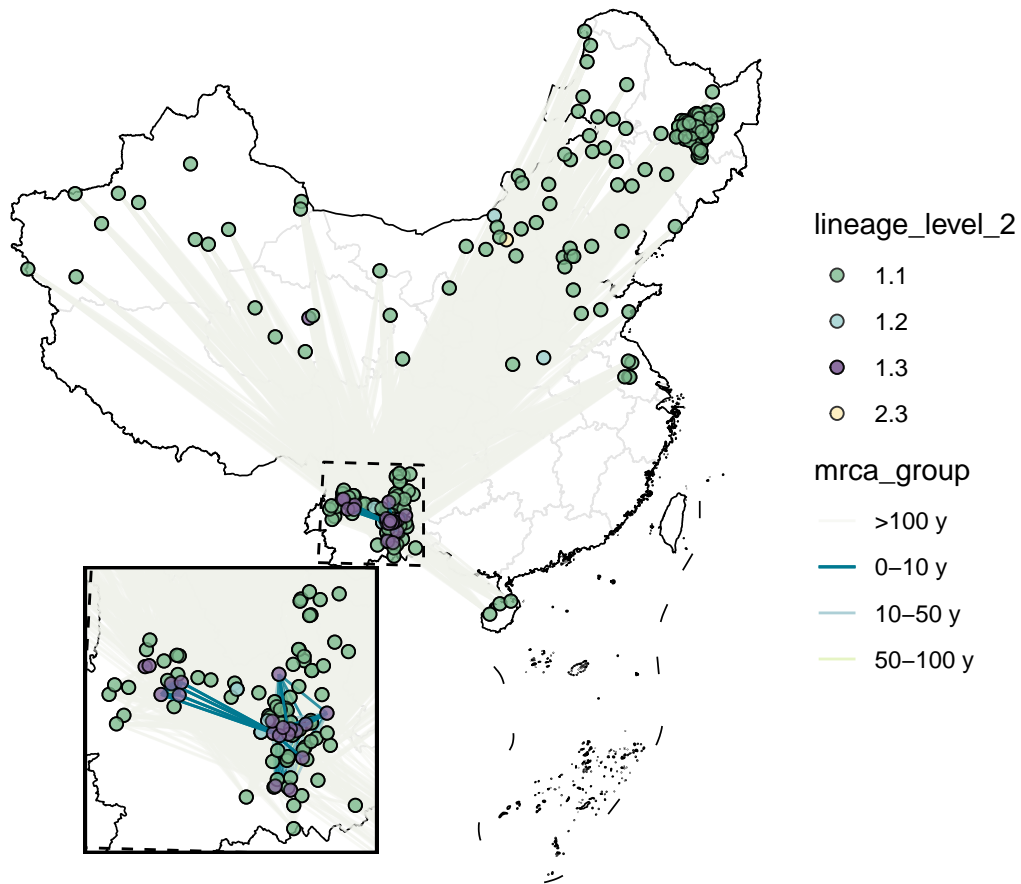 lineage_level_2
1.1
1.2
1.3
2.3
mrca_group
>100 y
0–10 y
10–50 y
50–100 y